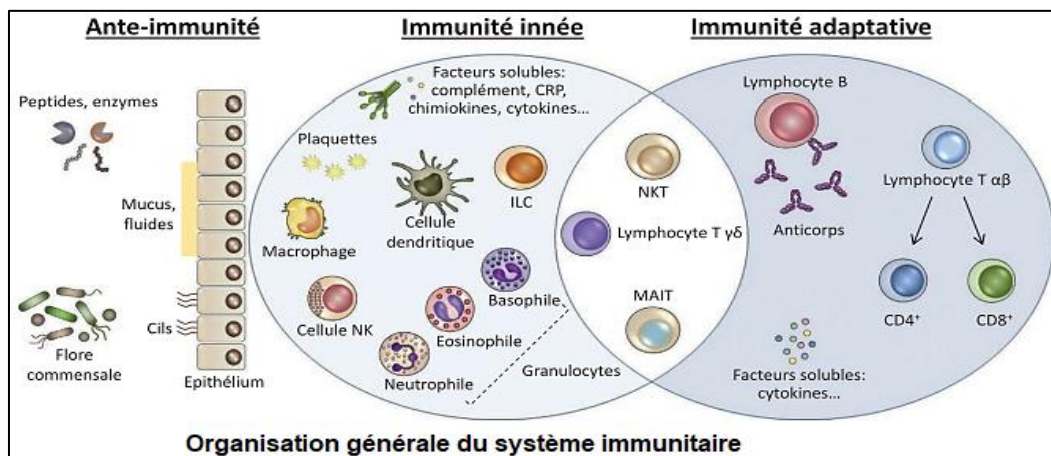 Ante-immunité
Immunité innée
Immunité adaptative
Peptides, enzymes
Mucus,
fluides
Cils
Flore
commensale
Epithélium
Facteurs solubles:
complément, CRP,
chimiokines, cytokines...
Plaquettes
Macrophage
Cellule
dendritique
ILC
Cellule NK
Basophile
Eosinophile
Neutrophile
Granulocytes
NKT
Lymphocyte T γδ
MAIT
Lymphocyte B
Anticorps
Lymphocyte T αβ
CD4⁺
CD8⁺
Facteurs solubles:
cytokines...
Organisation générale du système immunitaire